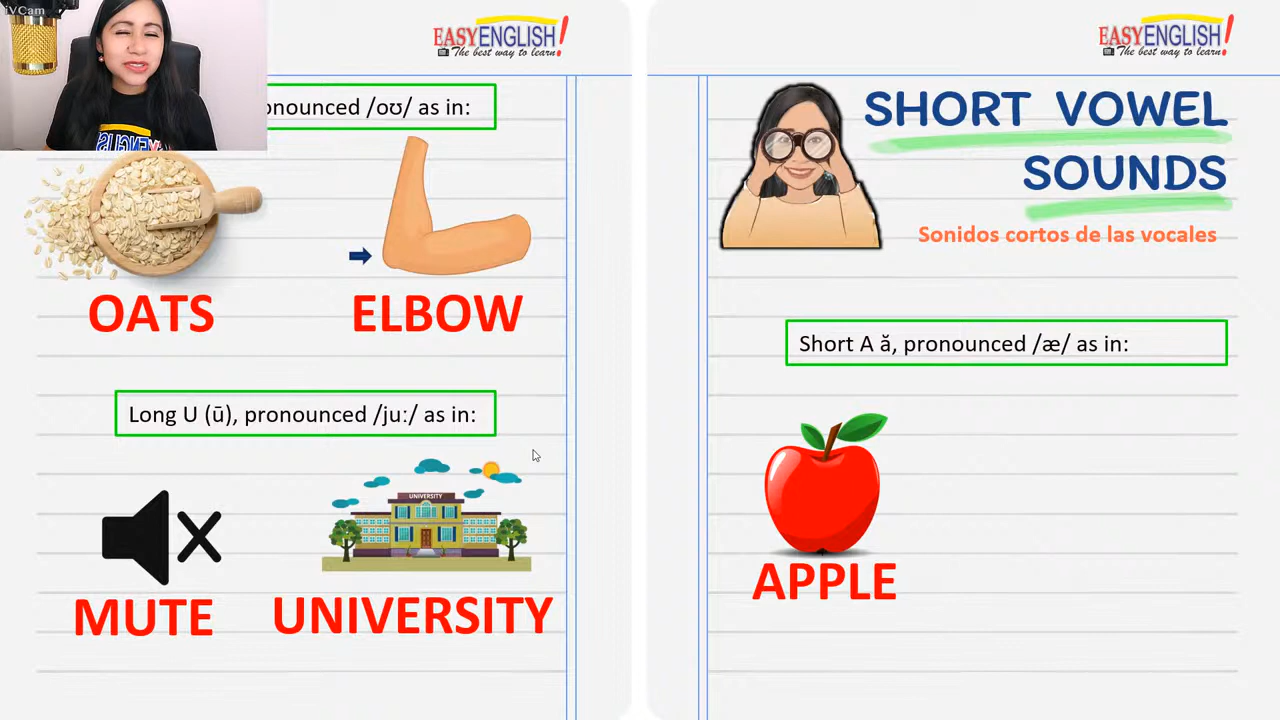 iVCam
EASYENGLISH!
The best way to learn!
pronounced /oʊ/ as in:
OATS
ELBOW
Long U (ū), pronounced /juː/ as in:
UNIVERSITY
MUTE
UNIVERSITY
EASYENGLISH!
The best way to learn!
SHORT VOWEL
SOUNDS
Sonidos cortos de las vocales
Short A ă, pronounced /æ/ as in:
APPLE